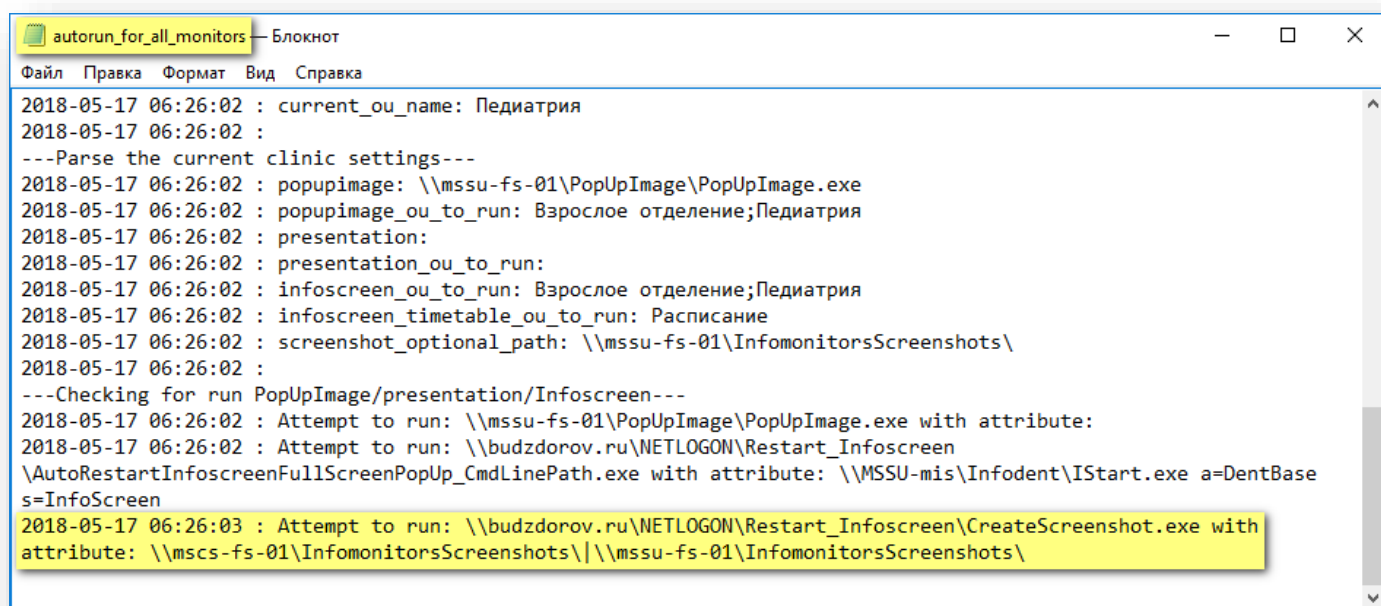 autorun_for_all_monitors — Блокнот
Файл Правка Формат Вид Справка
2018-05-17 06:26:02 : current_ou_name: Педиатрия
2018-05-17 06:26:02 :
---Parse the current clinic settings---
2018-05-17 06:26:02 : popupimage: \\mssu-fs-01\PopUpImage\PopUpImage.exe
2018-05-17 06:26:02 : popupimage_ou_to_run: Взрослое отделение;Педиатрия
2018-05-17 06:26:02 : presentation:
2018-05-17 06:26:02 : presentation_ou_to_run:
2018-05-17 06:26:02 : infoscreen_ou_to_run: Взрослое отделение;Педиатрия
2018-05-17 06:26:02 : infoscreen_timetable_ou_to_run: Расписание
2018-05-17 06:26:02 : screenshot_optional_path: \\mssu-fs-01\InfomonitorsScreenshots\
2018-05-17 06:26:02 :
---Checking for run PopUpImage/presentation/Infoscreen---
2018-05-17 06:26:02 : Attempt to run: \\mssu-fs-01\PopUpImage\PopUpImage.exe with attribute:
2018-05-17 06:26:02 : Attempt to run: \\budzdorov.ru\NETLOGON\Restart_Infoscreen
\AutoRestartInfoscreenFullScreenPopUp_CmdLinePath.exe with attribute: \\MSSU-mis\Infodent\IStart.exe a=DentBase
s=InfoScreen
2018-05-17 06:26:03 : Attempt to run: \\budzdorov.ru\NETLOGON\Restart_Infoscreen\CreateScreenshot.exe with
attribute: \\mscs-fs-01\InfomonitorsScreenshots\|\\mssu-fs-01\InfomonitorsScreenshots\